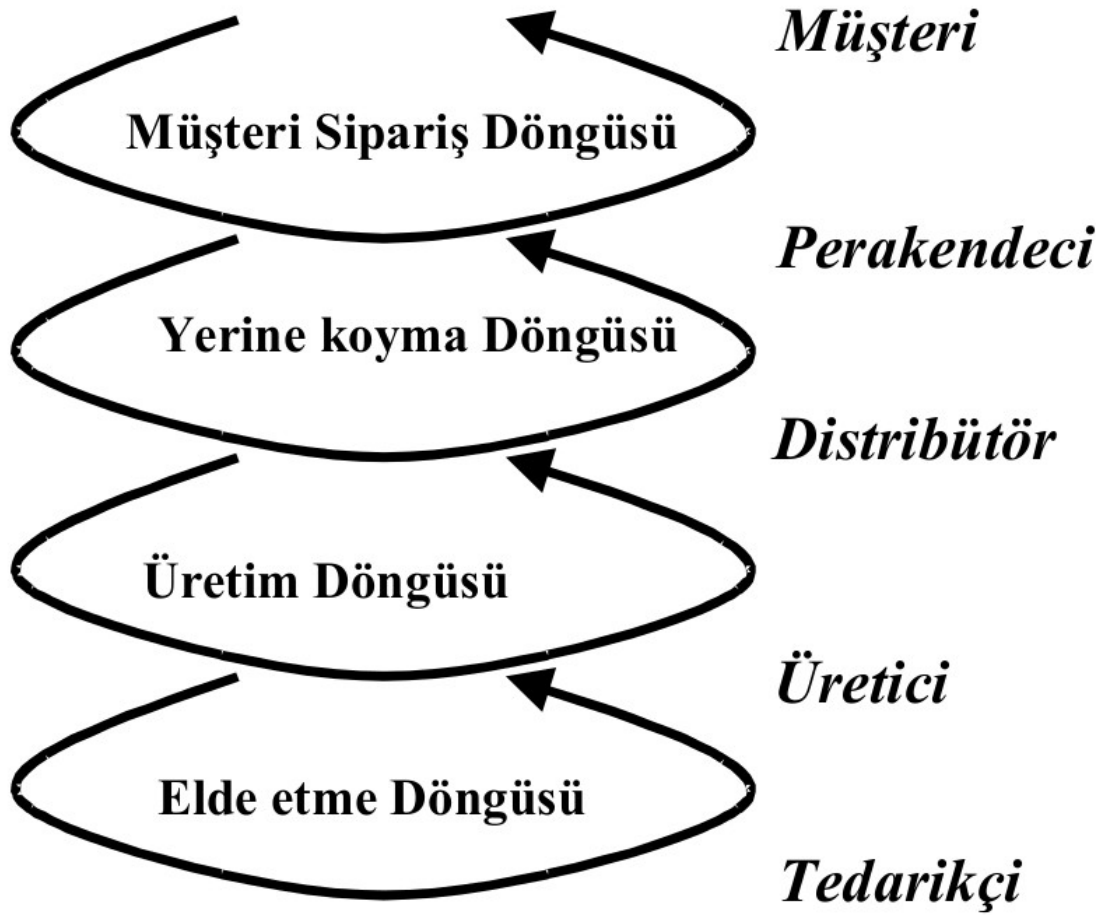 Müşteri
Müşteri Sipariş Döngüsü
Perakendeci
Yerine koyma Döngüsü
Distribütör
Üretim Döngüsü
Üretici
Elde etme Döngüsü
Tedarikçi